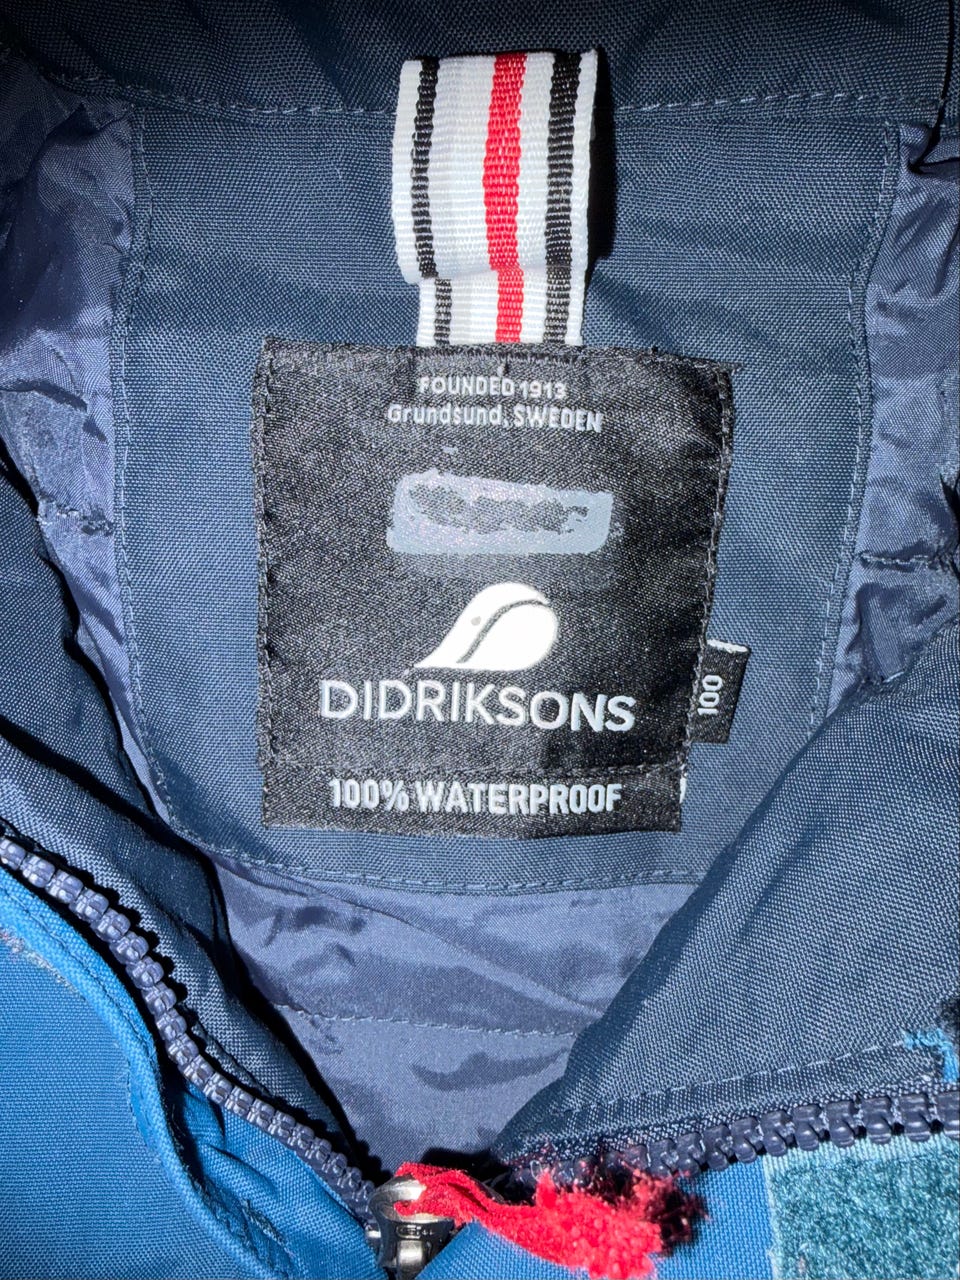 FOUNDED 1913
Grundsund, SWEDEN
DIDRIKSONS
100
100% WATERPROOF